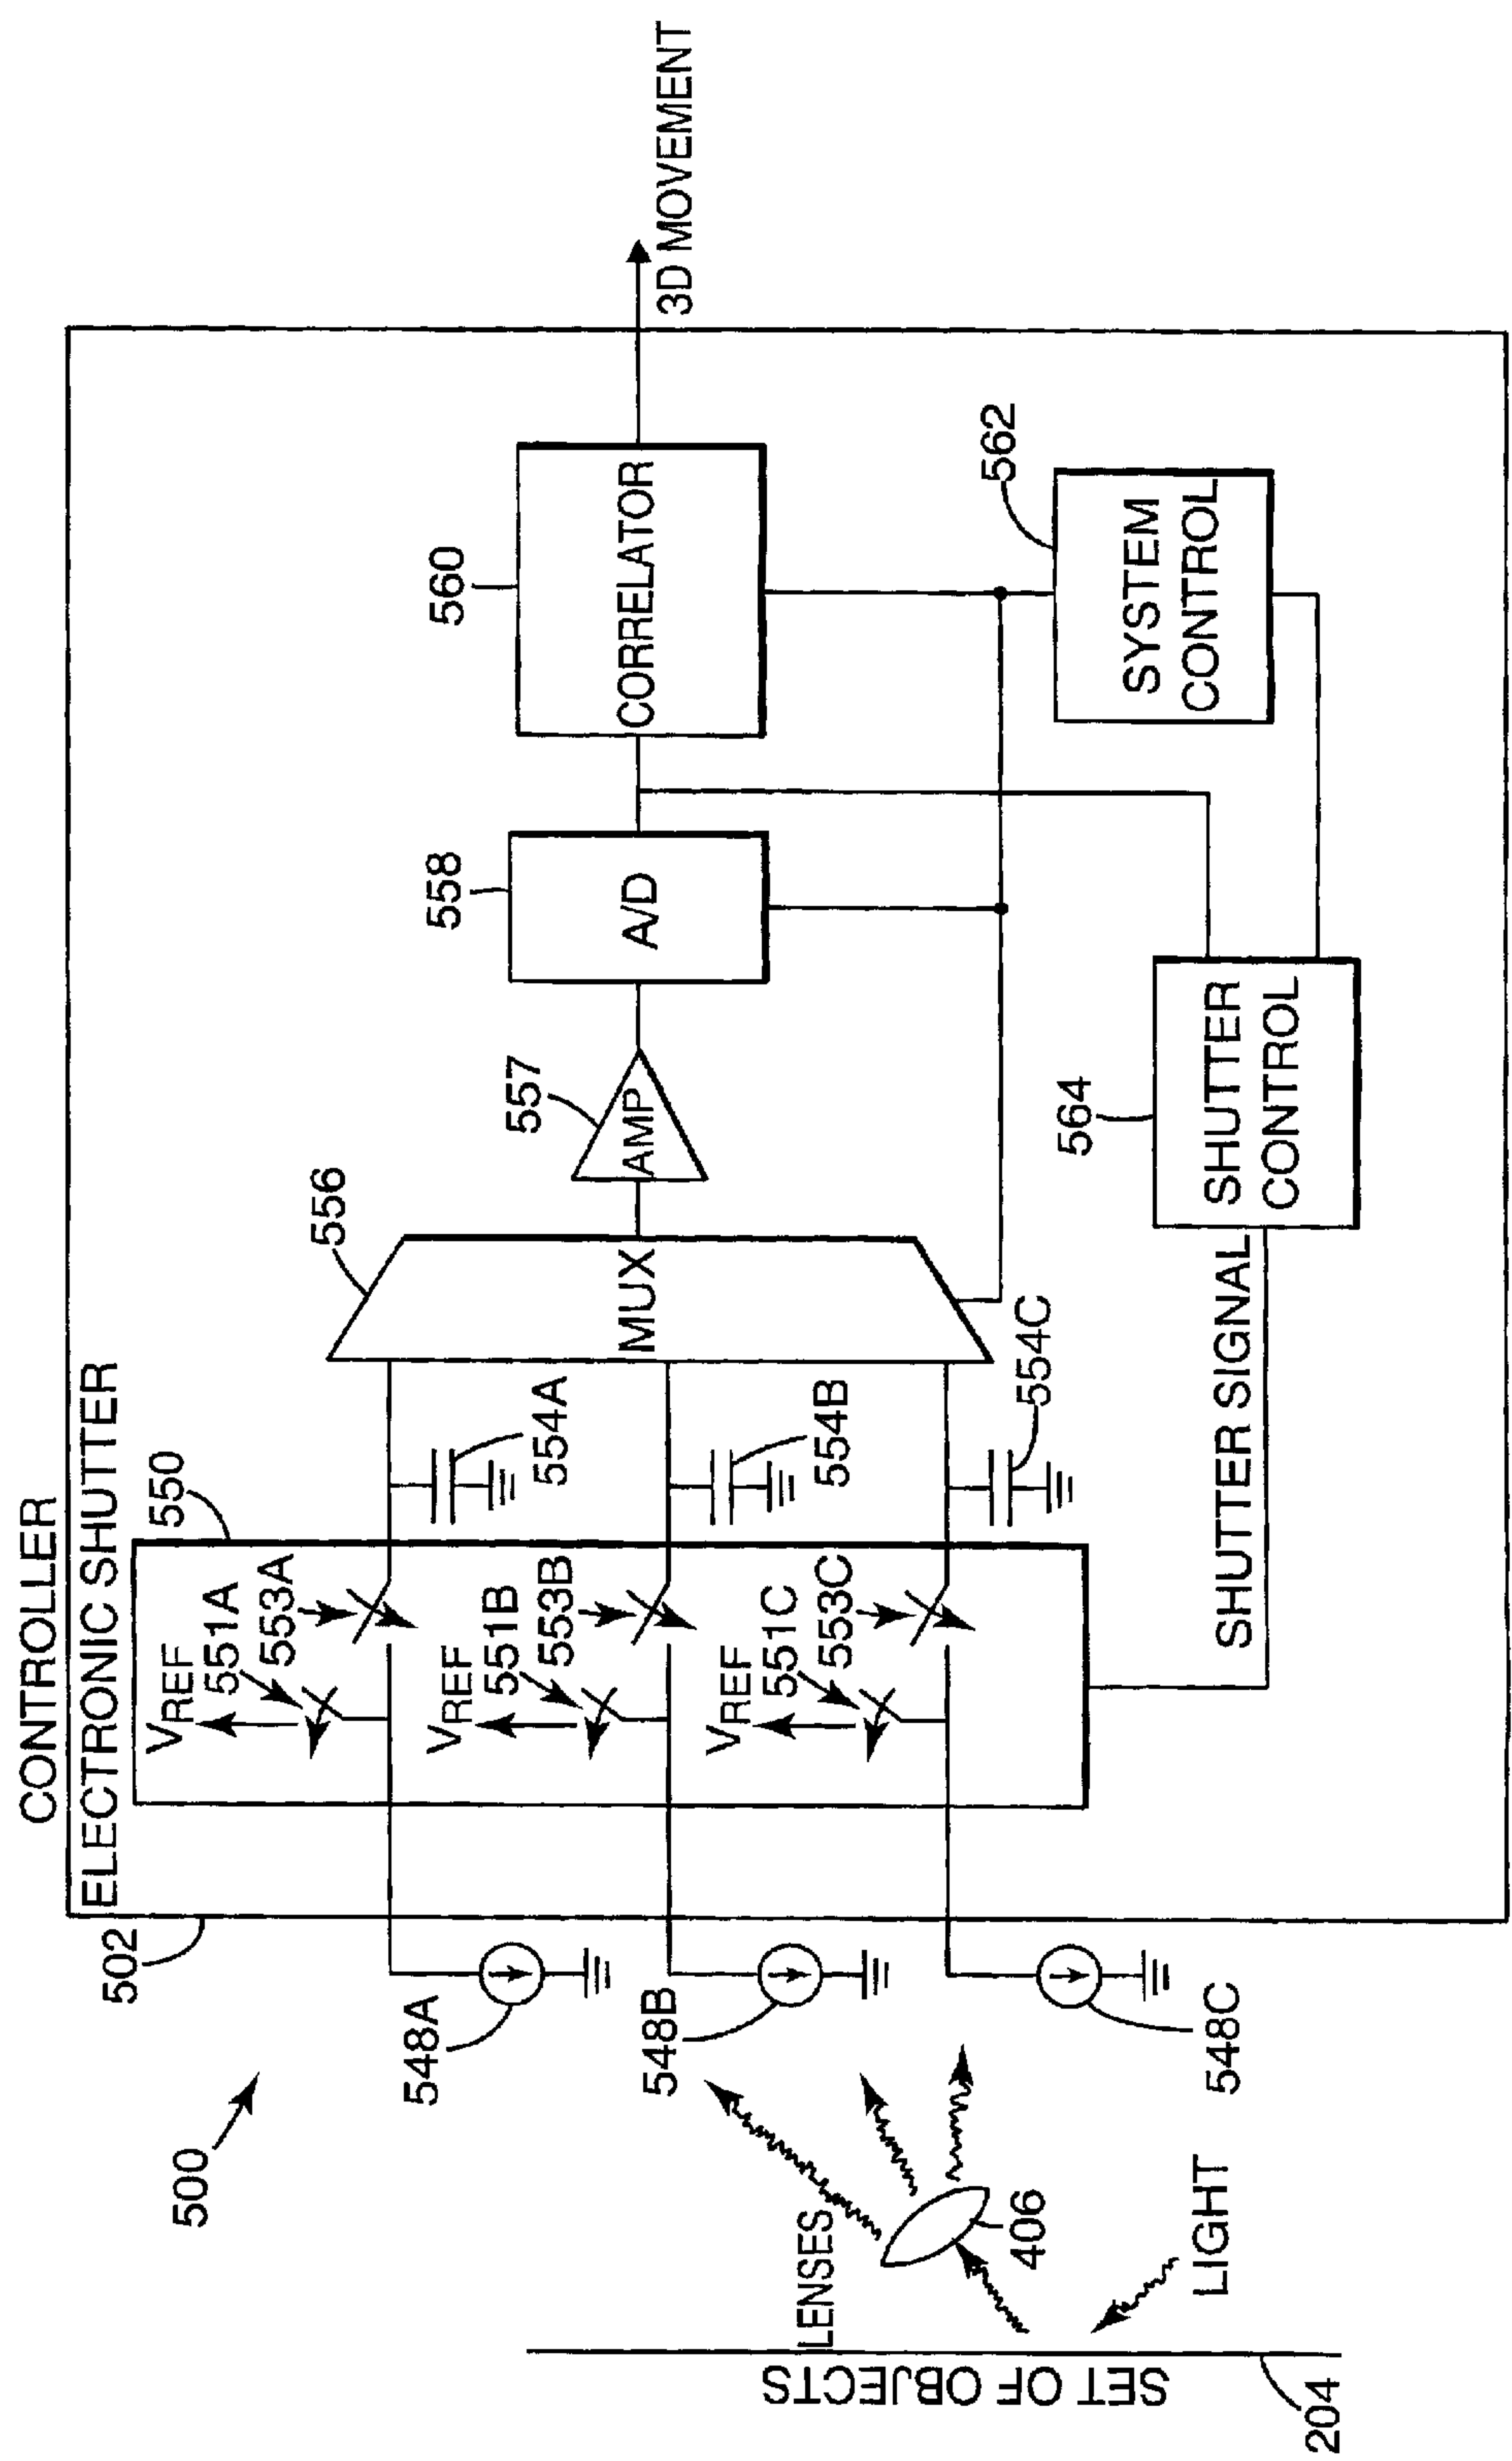 CONTROLLER
502
ELECTRONIC SHUTTER
550
500
VREF
551A
553A
556
548A
554A
557
558
560
VREF
551B
553B
MUX
AMP
A/D
CORRELATOR
3D MOVEMENT
548B
554B
VREF
551C
553C
LENSES
554C
562
406
564
SYSTEM
CONTROL
548C
SHUTTER SIGNAL
SHUTTER
CONTROL
LIGHT
SET OF OBJECTS
204